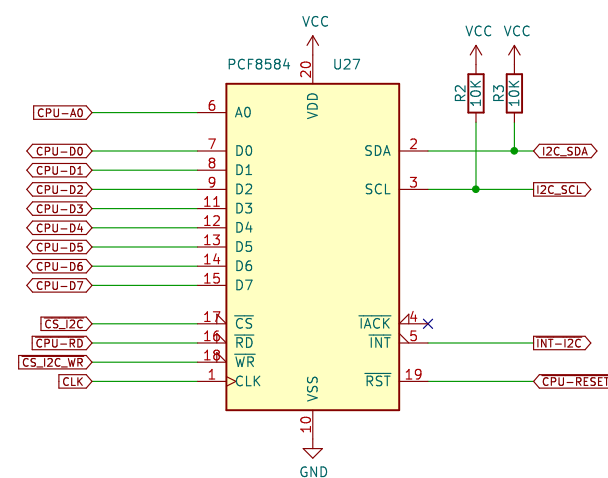 VCC
PCF8584 U27
VCC VCC
20
VDD
R2 10K
R3 10K
CPU-A0 6 A0
CPU-D0 7 D0
SDA 2 I2C_SDA
CPU-D1 8 D1
CPU-D2 9 D2
SCL 3 I2C_SCL
CPU-D3 11 D3
CPU-D4 12 D4
CPU-D5 13 D5
CPU-D6 14 D6
CPU-D7 15 D7
CS_I2C 17 CS
IACK 4
CPU-RD 16 RD
INT 5 INT-I2C
CS_I2C_WR 18 WR
CLK 1 CLK
RST 19 CPU-RESET
VSS
10
GND